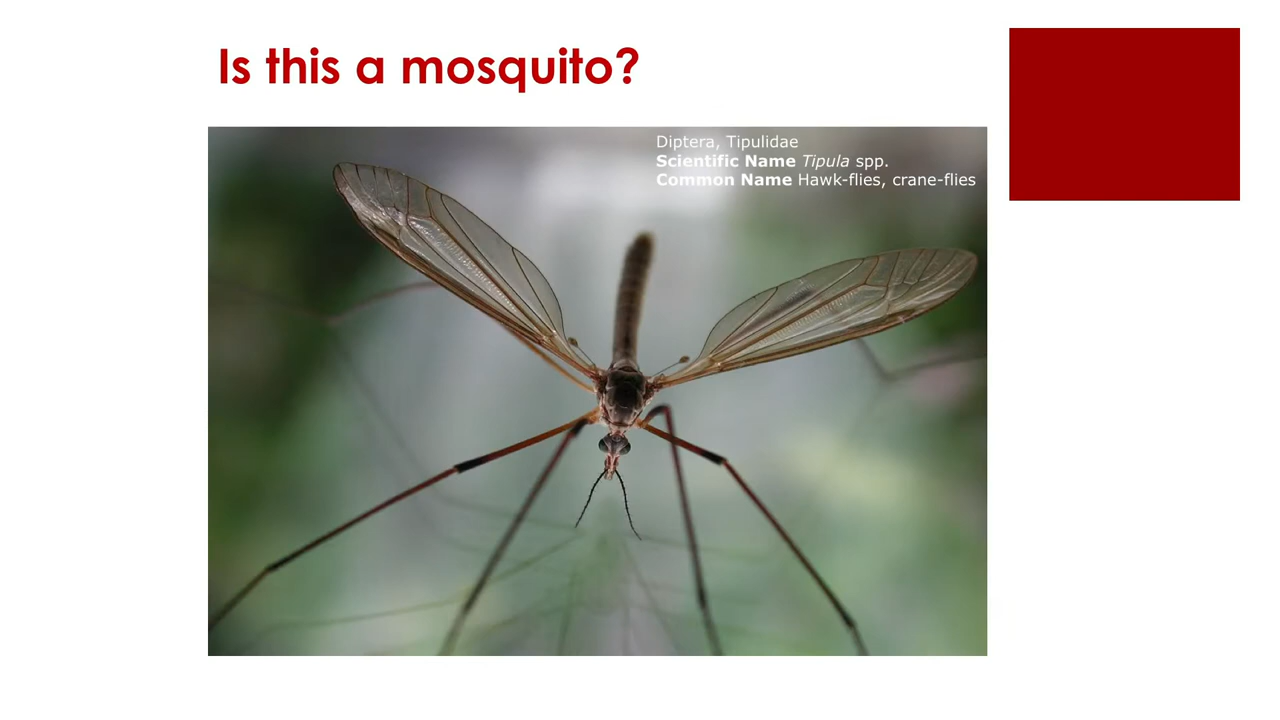 Is this a mosquito?
Diptera, Tipulidae
Scientific Name Tipula spp.
Common Name Hawk-flies, crane-flies